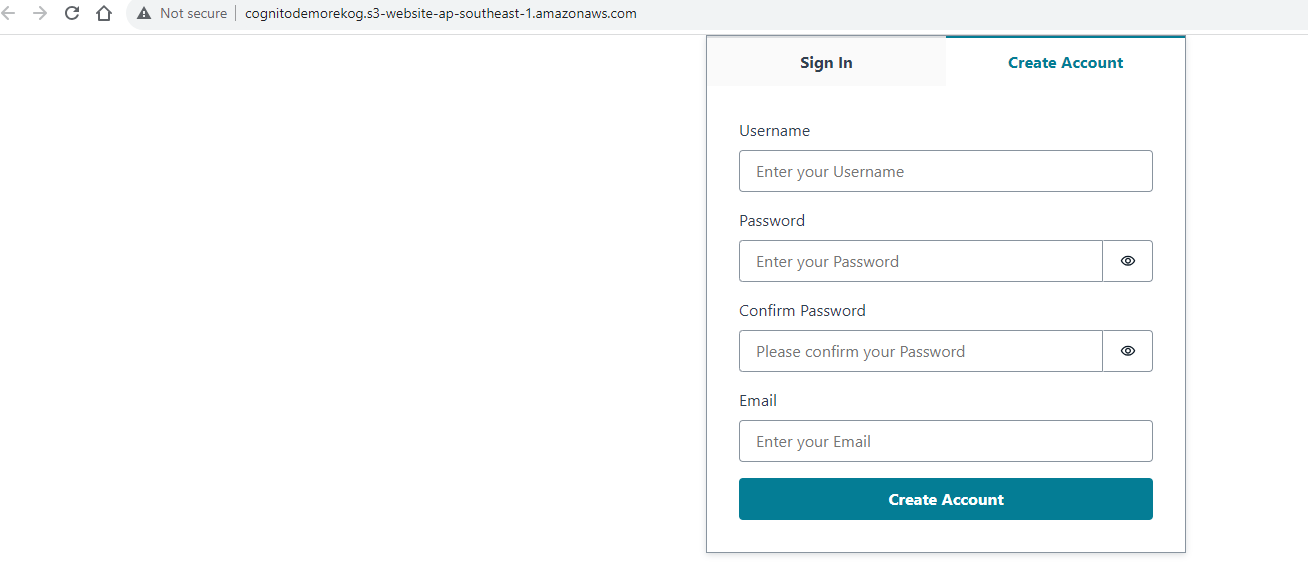 Not secure cognitodemorekog.s3-website-ap-southeast-1.amazonaws.com
Sign In Create Account
Username
Enter your Username
Password
Enter your Password
Confirm Password
Please confirm your Password
Email
Enter your Email
Create Account